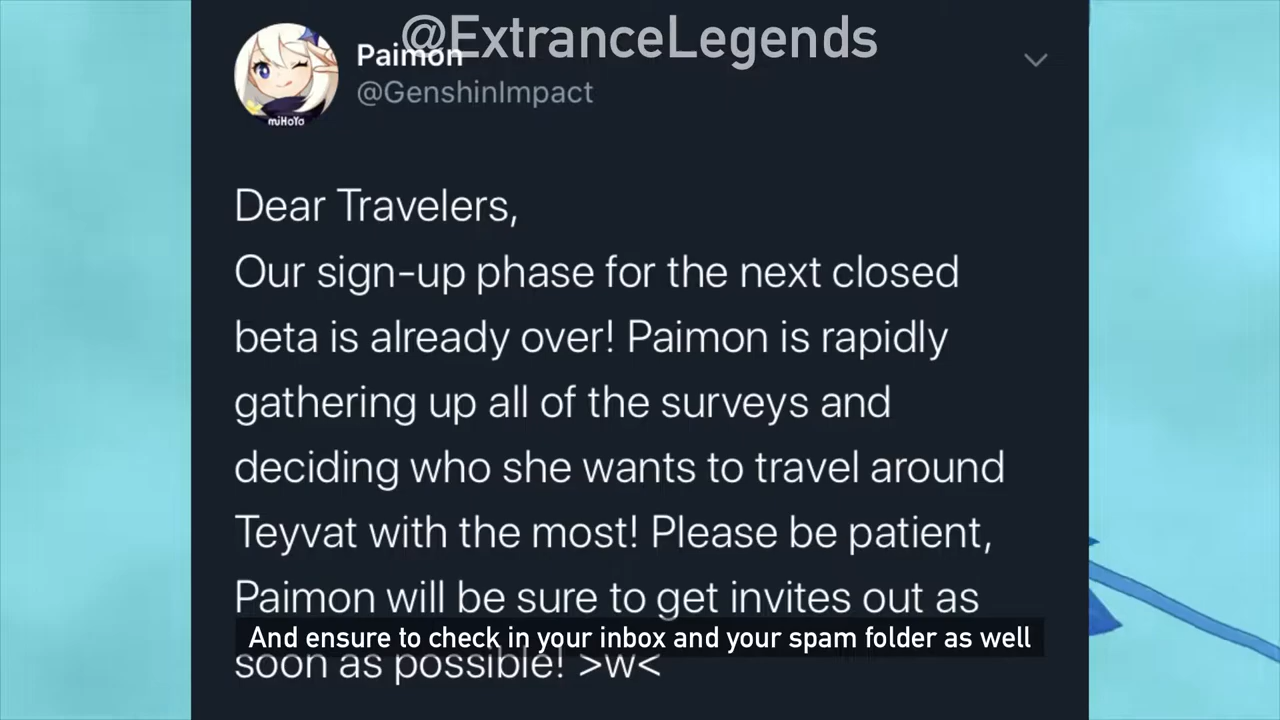 @ExtranceLegends
Paimon
@GenshinImpact
miHoYo
Dear Travelers,
Our sign-up phase for the next closed
beta is already over! Paimon is rapidly
gathering up all of the surveys and
deciding who she wants to travel around
Teyvat with the most! Please be patient,
Paimon will be sure to get invites out as
And ensure to check in your inbox and your spam folder as well
soon as possible! >w<